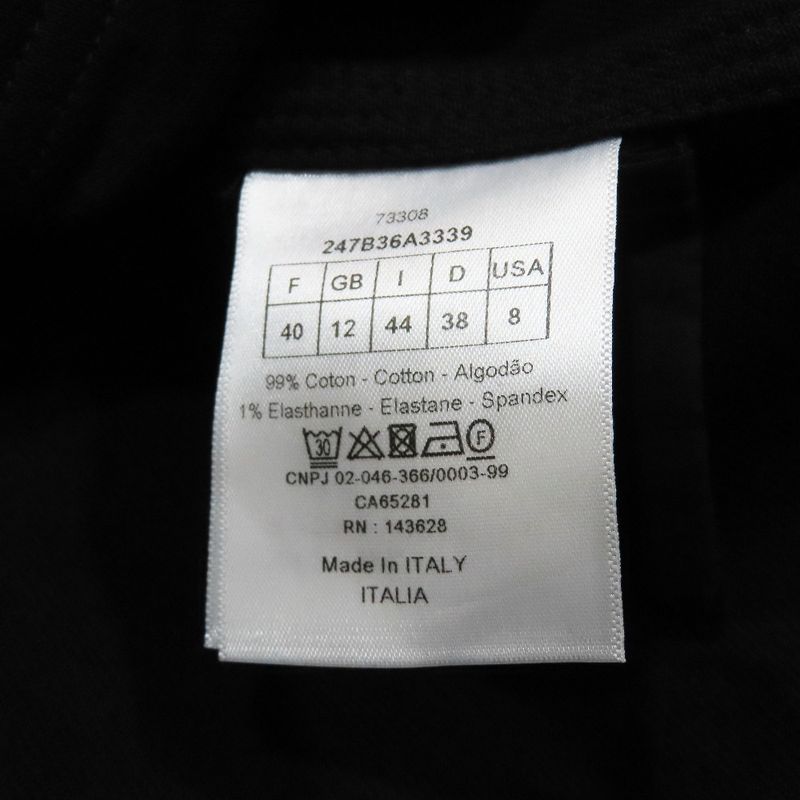 73308
247B36A3339
F GB I D USA
40 12 44 38 8
99% Coton - Cotton - Algodão
1% Elasthanne - Elastane - Spandex
30 F
CNPJ 02-046-366/0003-99
CA65281
RN : 143628
Made In ITALY
ITALIA